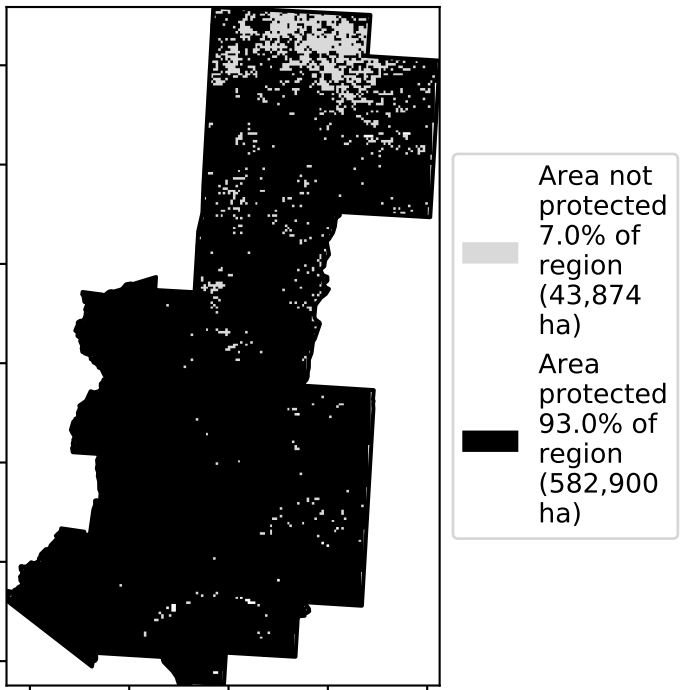 Area not
protected
7.0% of
region
(43,874
ha)
Area
protected
93.0% of
region
(582,900
ha)